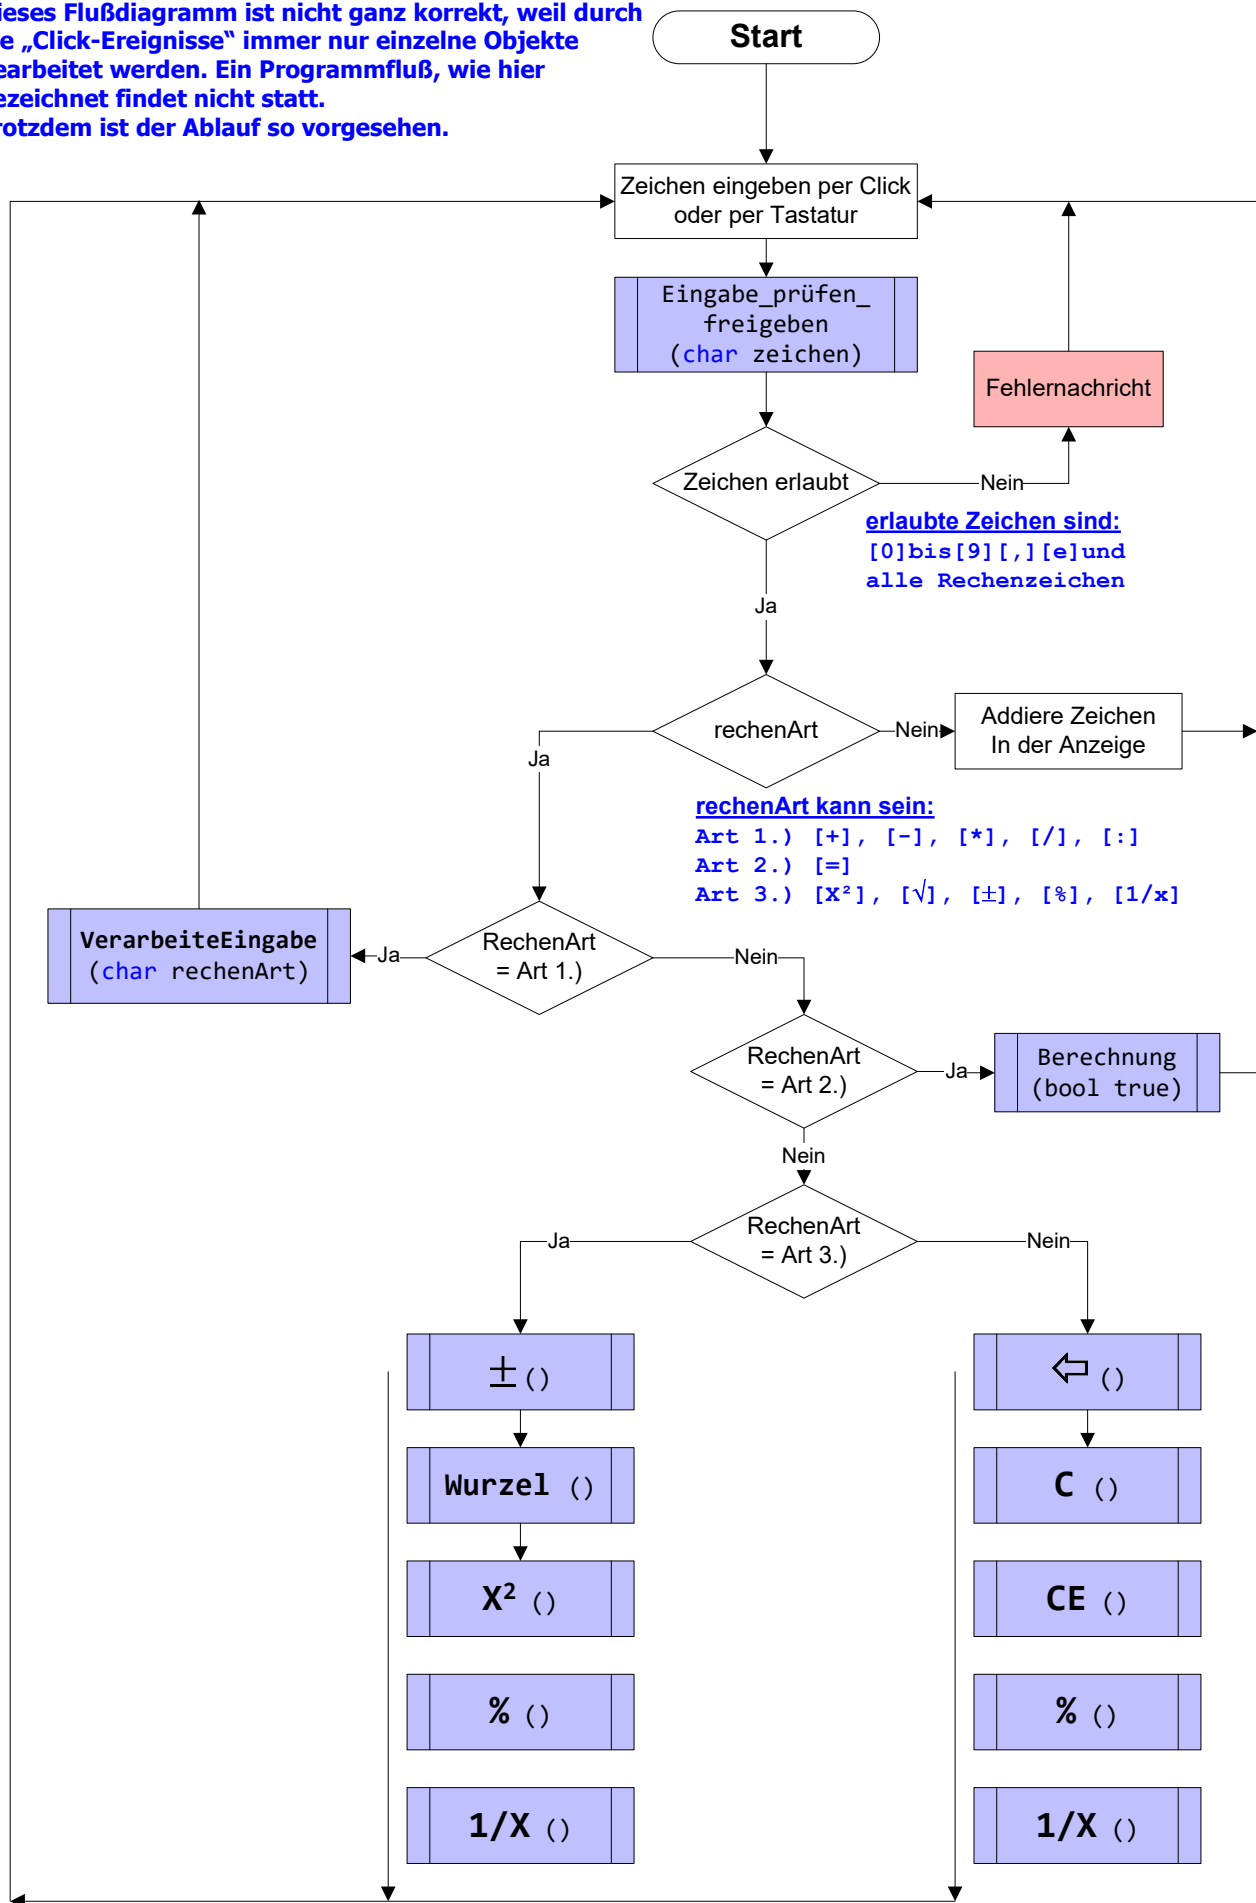 ieses Flußdiagramm ist nicht ganz korrekt, weil durch
e „Click-Ereignisse“ immer nur einzelne Objekte
earbeitet werden. Ein Programmfluß, wie hier
ezeichnet findet nicht statt.
rotzdem ist der Ablauf so vorgesehen.
Start
Zeichen eingeben per Click
oder per Tastatur
Eingabe_prüfen_
freigeben
(char zeichen)
Fehlernachricht
Zeichen erlaubt
Nein
erlaubte Zeichen sind:
[0]bis[9][,][e]und
alle Rechenzeichen
Ja
rechenArt
Nein
Addiere Zeichen
In der Anzeige
Ja
rechenArt kann sein:
Art 1.) [+], [-], [*], [/], [:]
Art 2.) [=]
Art 3.) [X²], [√], [±], [%], [1/x]
VerarbeiteEingabe
(char rechenArt)
Ja
RechenArt
= Art 1.)
Nein
RechenArt
= Art 2.)
Ja
Berechnung
(bool true)
Nein
RechenArt
= Art 3.)
Ja
Nein
± ()
⇦ ()
Wurzel ()
C ()
X² ()
CE ()
% ()
% ()
1/X ()
1/X ()